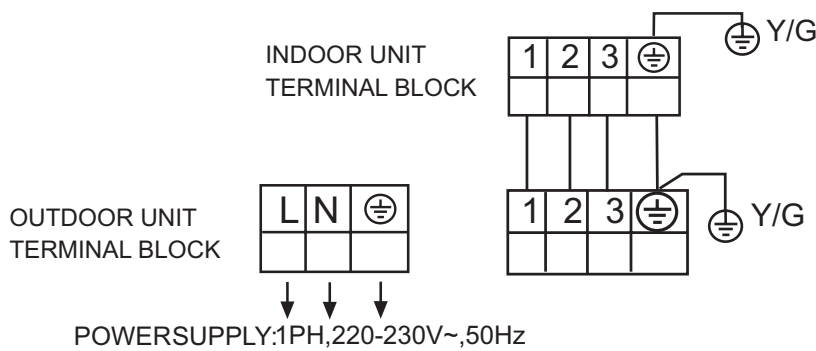 INDOOR UNIT
TERMINAL BLOCK
1 2 3
Y/G
OUTDOOR UNIT
TERMINAL BLOCK
L N
1 2 3
Y/G
POWERSUPPLY:1PH,220-230V~,50Hz